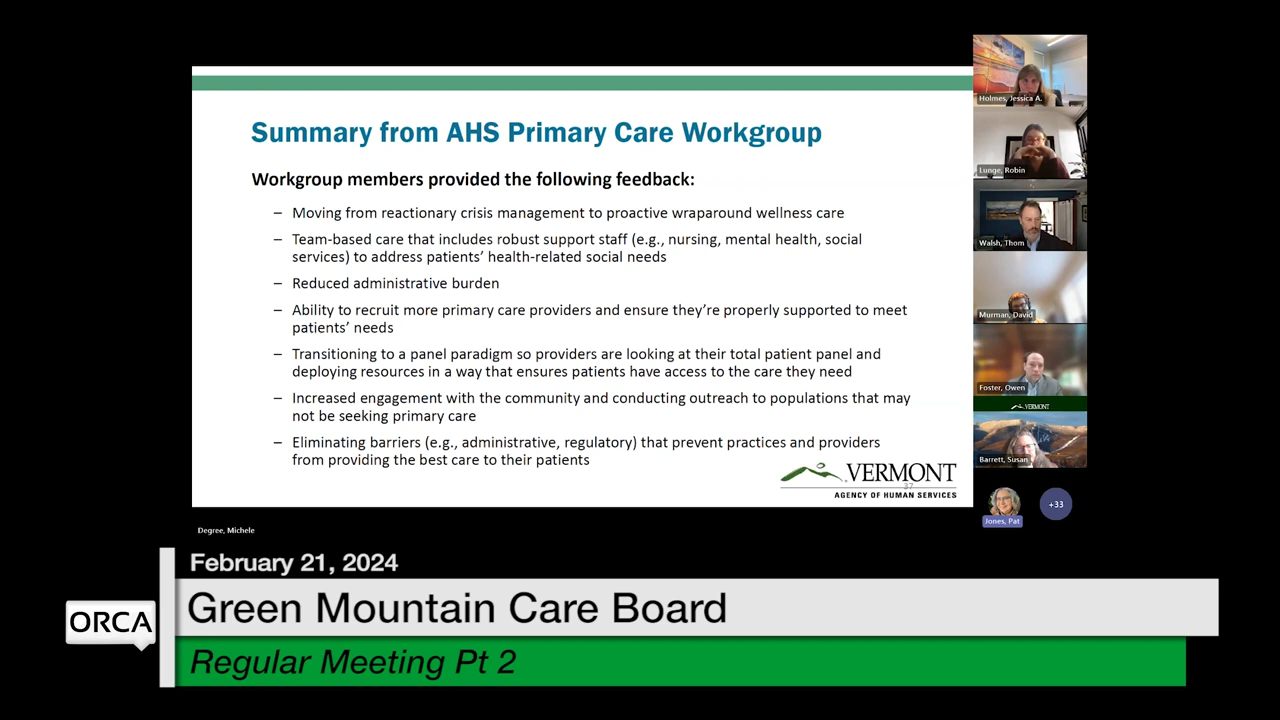 Summary from AHS Primary Care Workgroup
Workgroup members provided the following feedback:
– Moving from reactionary crisis management to proactive wraparound wellness care
– Team-based care that includes robust support staff (e.g., nursing, mental health, social
services) to address patients’ health-related social needs
– Reduced administrative burden
– Ability to recruit more primary care providers and ensure they’re properly supported to meet
patients’ needs
– Transitioning to a panel paradigm so providers are looking at their total patient panel and
deploying resources in a way that ensures patients have access to the care they need
– Increased engagement with the community and conducting outreach to populations that may
not be seeking primary care
– Eliminating barriers (e.g., administrative, regulatory) that prevent practices and providers
from providing the best care to their patients
VERMONT
37
AGENCY OF HUMAN SERVICES
Holmes, Jessica A.
Lunge, Robin
Walsh, Thom
Murman, David
Foster, Owen
VERMONT
Barrett, Susan
Jones, Pat
+33
Degree, Michele
February 21, 2024
ORCA
Green Mountain Care Board
Regular Meeting Pt 2